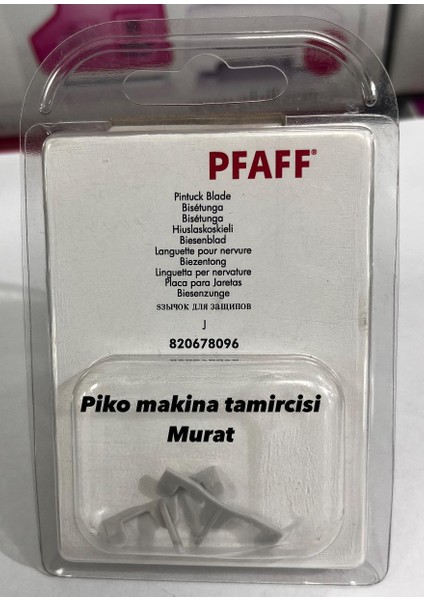 PFAFF®
Pintuck Blade
Bisétunga
Bisétunga
Hiuslaskoskieli
Biesenblad
Languette pour nervure
Biezentong
Linguetta per nervature
Placa para Jaretas
Biesenzunge
язычок для защипов
J
820678096
Piko makina tamircisi
Murat